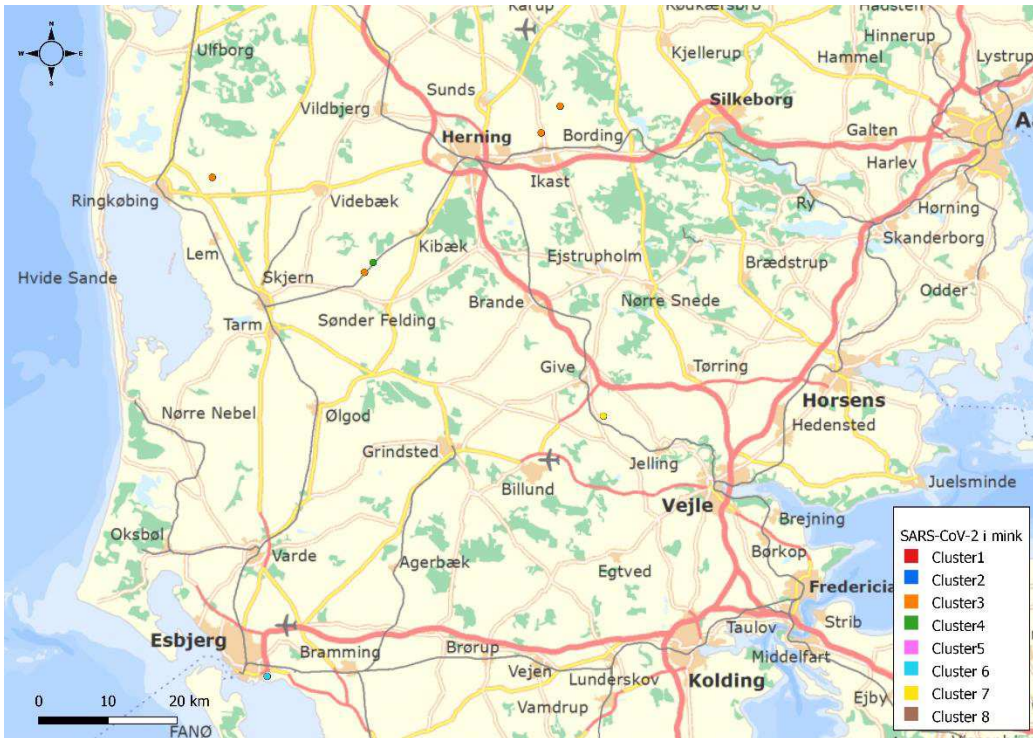 N
W E
S
Ulfborg
Karup
Kjellerup
Hammel
Hadsten
Hinnerup
Lystrup
Sunds
Vildbjerg
Silkeborg
Herning
Bording
Galten
Harlev
Ikast
Ringkøbing
Videbæk
Ry
Hørning
Kibæk
Skanderborg
Lem
Ejstrupholm
Hvide Sande
Skjern
Brædstrup
Odder
Brande
Nørre Snede
Sønder Felding
Tarm
Give
Tørring
Horsens
Nørre Nebel
Ølgod
Hedensted
Grindsted
Jelling
Billund
Juelsminde
Vejle
Brejning
Oksbøl
Varde
Børkop
Agerbæk
Egtved
Fredericia
Strib
Esbjerg
Taulov
Bramming
Brørup
Vejen
Middelfart
Lunderskov
Kolding
Vamdrup
Ejby
FANØ
0 10 20 km
SARS-CoV-2 i mink
Cluster1
Cluster2
Cluster3
Cluster4
Cluster5
Cluster 6
Cluster 7
Cluster 8